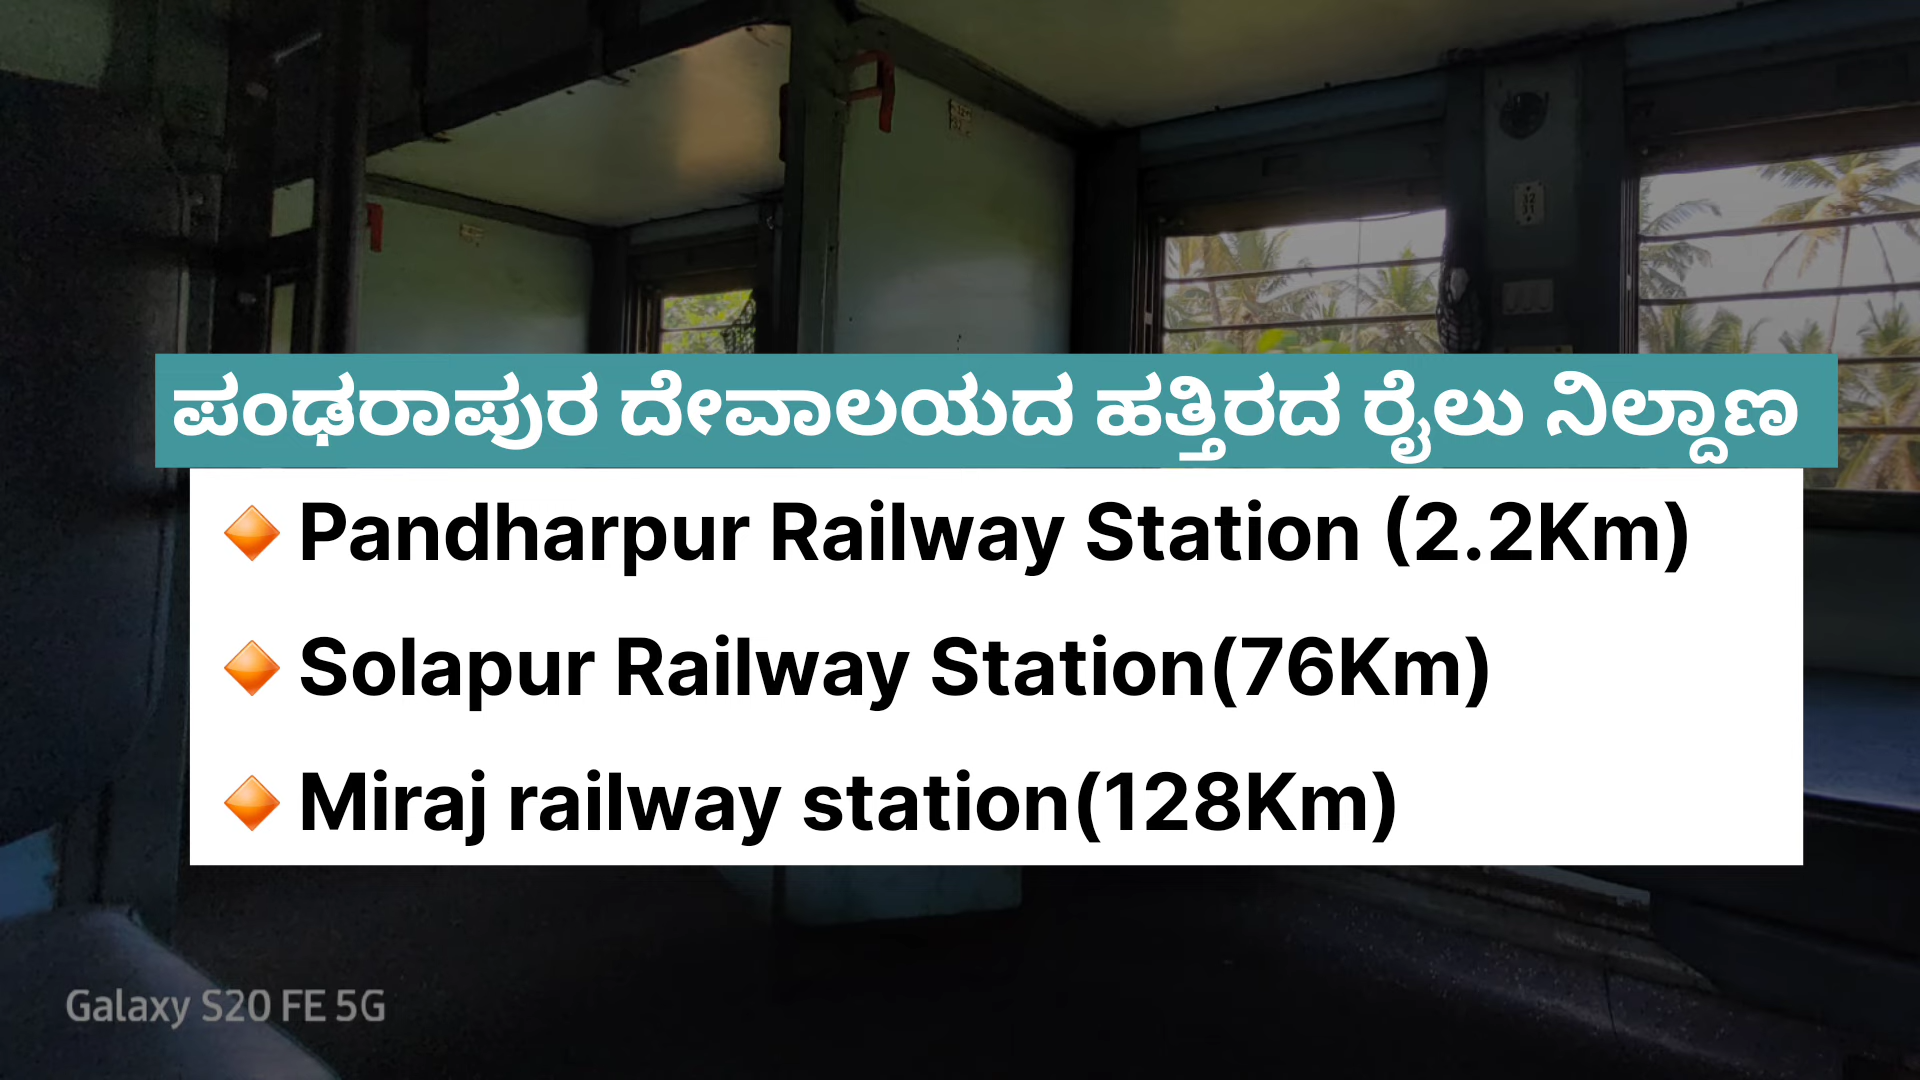 ಪಂಢರಾಪುರ ದೇವಾಲಯದ ಹತ್ತಿರದ ರೈಲು ನಿಲ್ದಾಣ
🔸Pandharpur Railway Station (2.2Km)
🔸Solapur Railway Station(76Km)
🔸Miraj railway station(128Km)
Galaxy S20 FE 5G